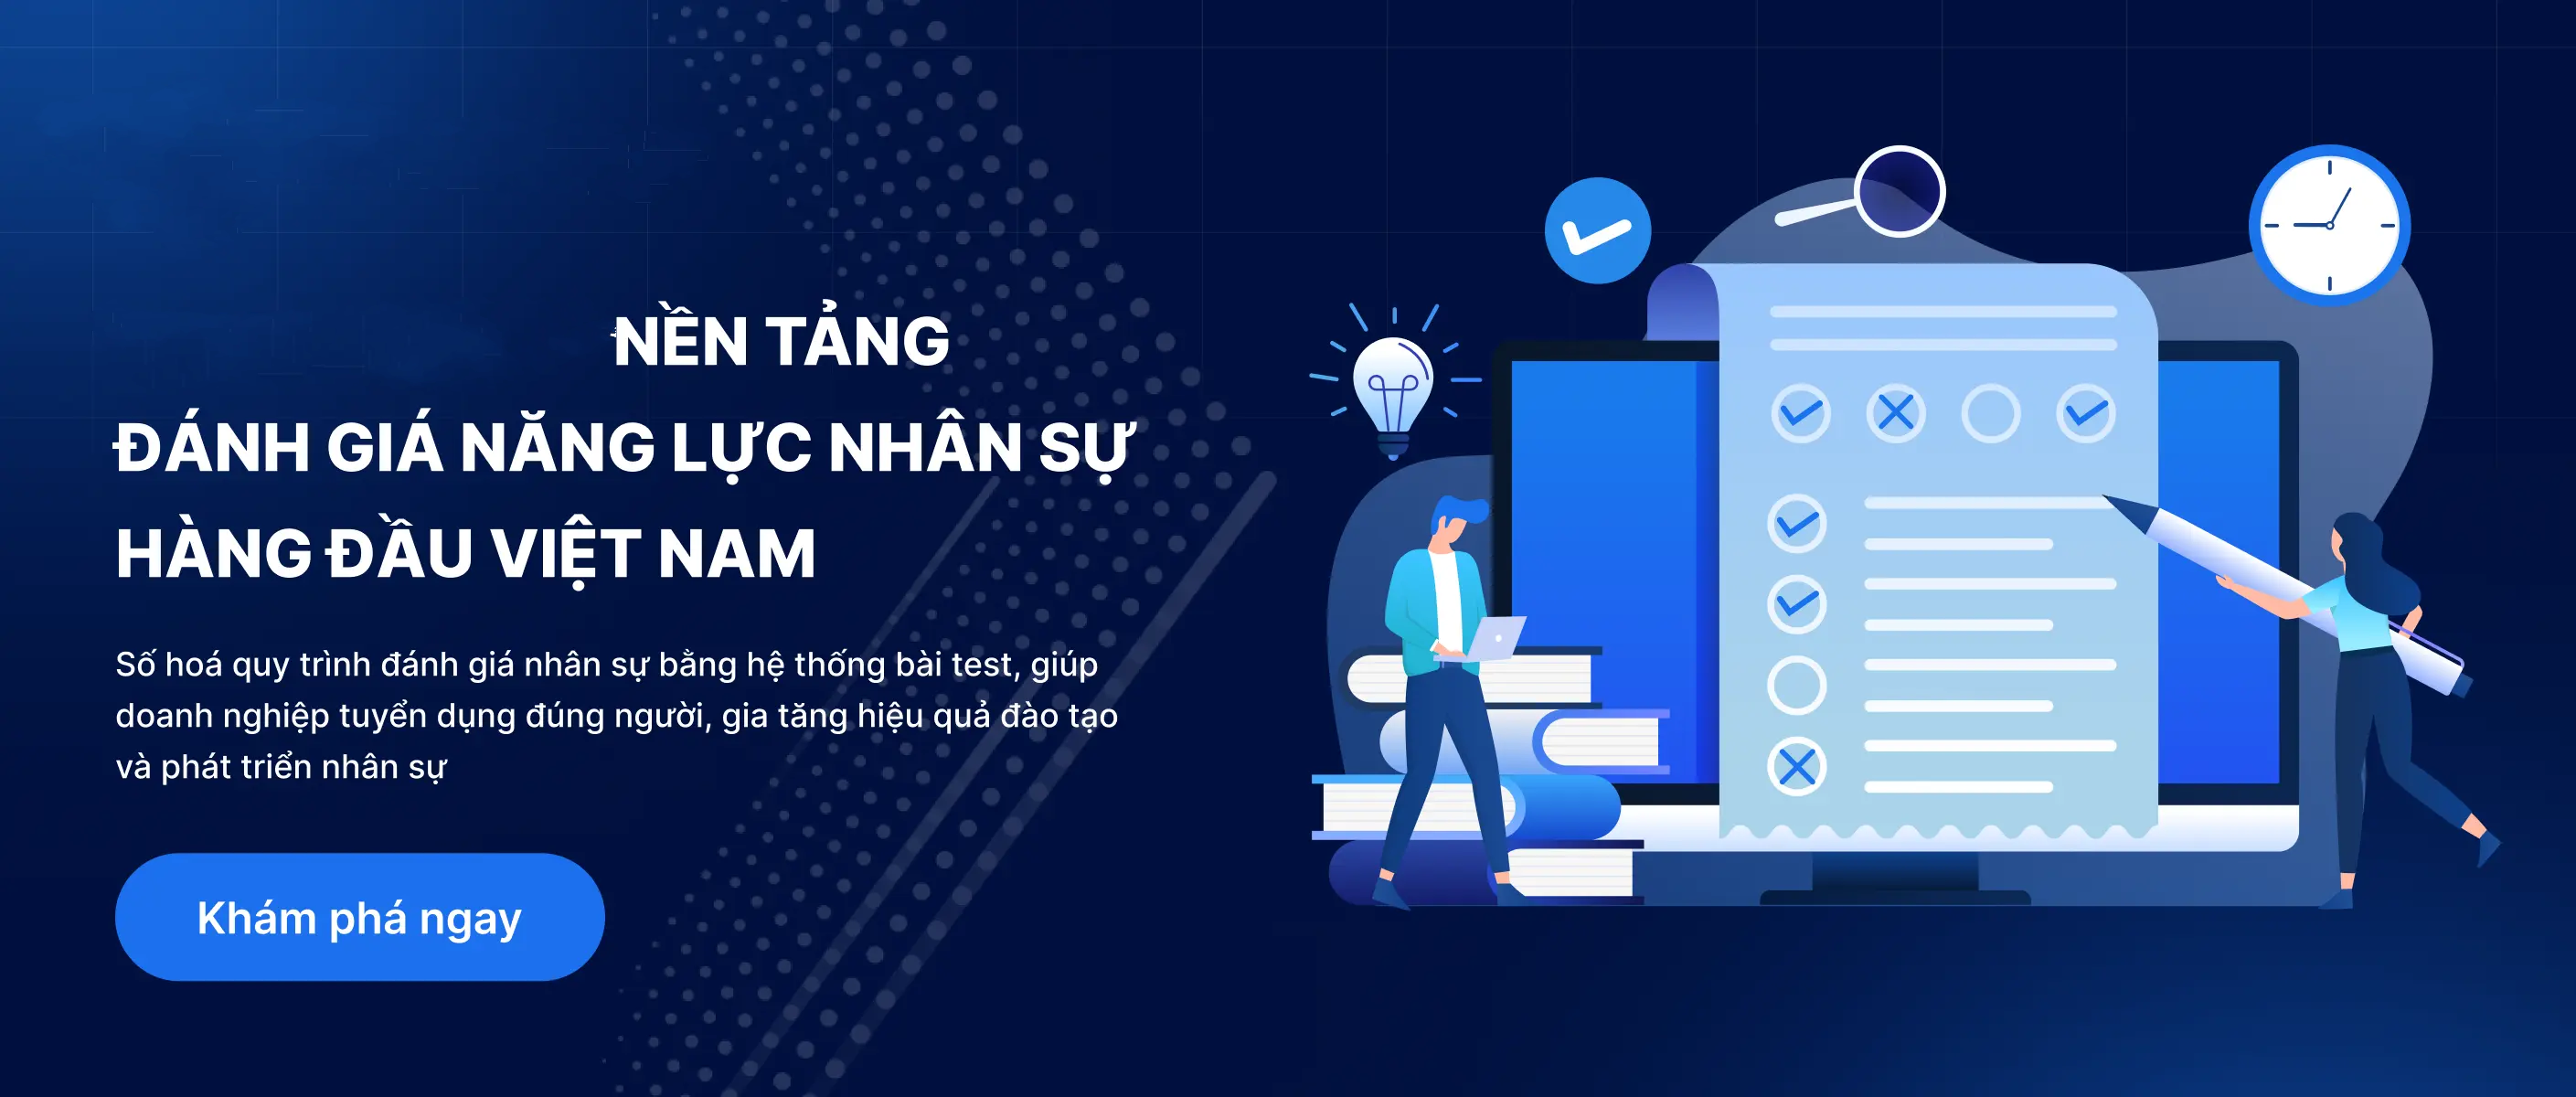 NỀN TẢNG
ĐÁNH GIÁ NĂNG LỰC NHÂN SỰ
HÀNG ĐẦU VIỆT NAM
Số hoá quy trình đánh giá nhân sự bằng hệ thống bài test, giúp
doanh nghiệp tuyển dụng đúng người, gia tăng hiệu quả đào tạo
và phát triển nhân sự
Khám phá ngay